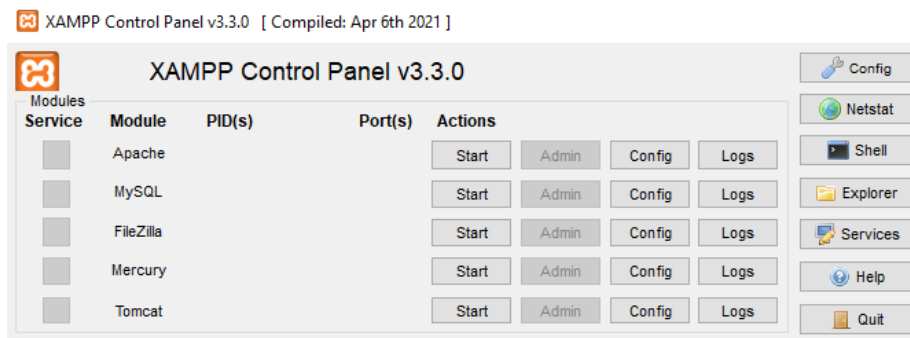 XAMPP Control Panel v3.3.0 [ Compiled: Apr 6th 2021 ]
XAMPP Control Panel v3.3.0
Config
Modules
Netstat
Service Module PID(s) Port(s) Actions
Apache Start Admin Config Logs
Shell
MySQL Start Admin Config Logs
Explorer
FileZilla Start Admin Config Logs
Services
Mercury Start Admin Config Logs
Help
Tomcat Start Admin Config Logs
Quit